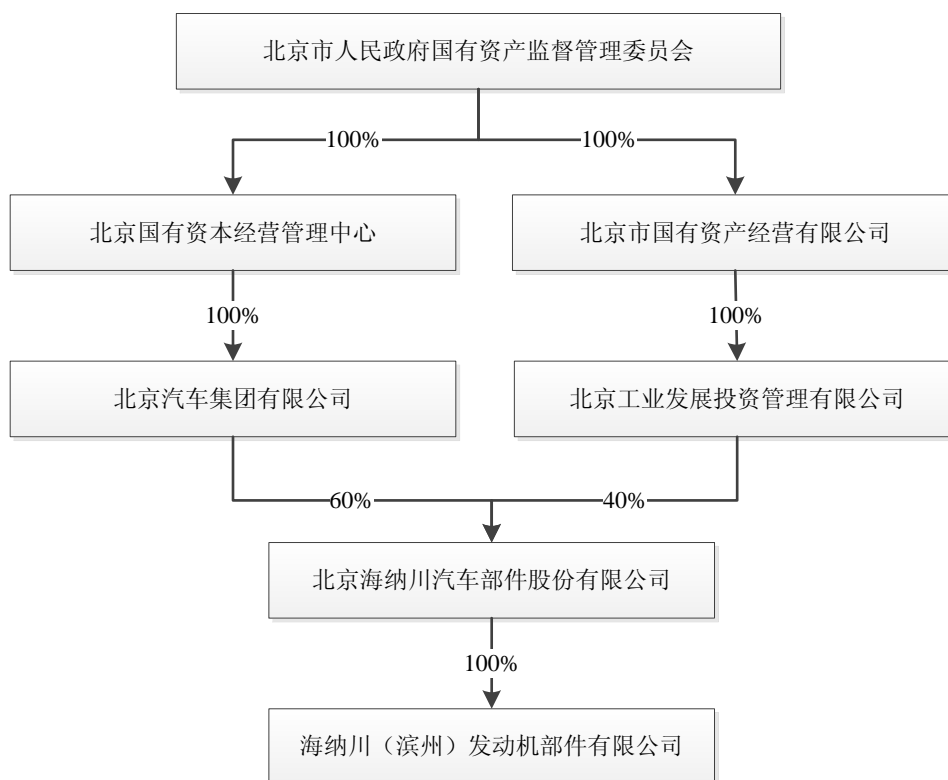 北京市人民政府国有资产监督管理委员会
100%
100%
北京国有资本经营管理中心
北京市国有资产经营有限公司
100%
100%
北京汽车集团有限公司
北京工业发展投资管理有限公司
60%
40%
北京海纳川汽车部件股份有限公司
100%
海纳川（滨州）发动机部件有限公司